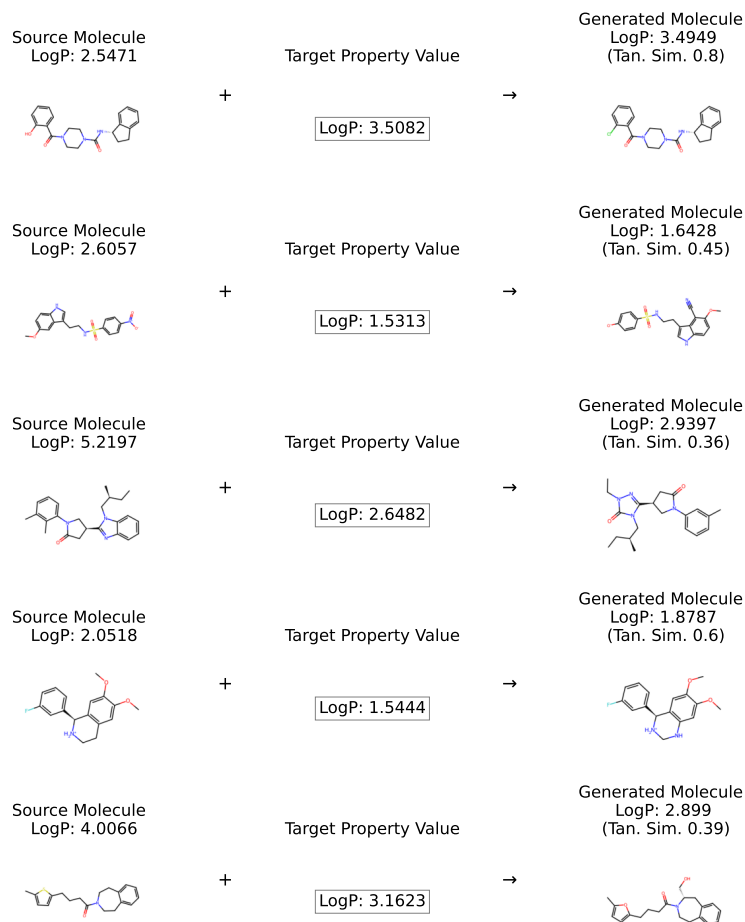 Source Molecule
LogP: 2.5471
+
Target Property Value
LogP: 3.5082
→
Generated Molecule
LogP: 3.4949
(Tan. Sim. 0.8)
Source Molecule
LogP: 2.6057
+
Target Property Value
LogP: 1.5313
→
Generated Molecule
LogP: 1.6428
(Tan. Sim. 0.45)
Source Molecule
LogP: 5.2197
+
Target Property Value
LogP: 2.6482
→
Generated Molecule
LogP: 2.9397
(Tan. Sim. 0.36)
Source Molecule
LogP: 2.0518
+
Target Property Value
LogP: 1.5444
→
Generated Molecule
LogP: 1.8787
(Tan. Sim. 0.6)
Source Molecule
LogP: 4.0066
+
Target Property Value
LogP: 3.1623
→
Generated Molecule
LogP: 2.899
(Tan. Sim. 0.39)